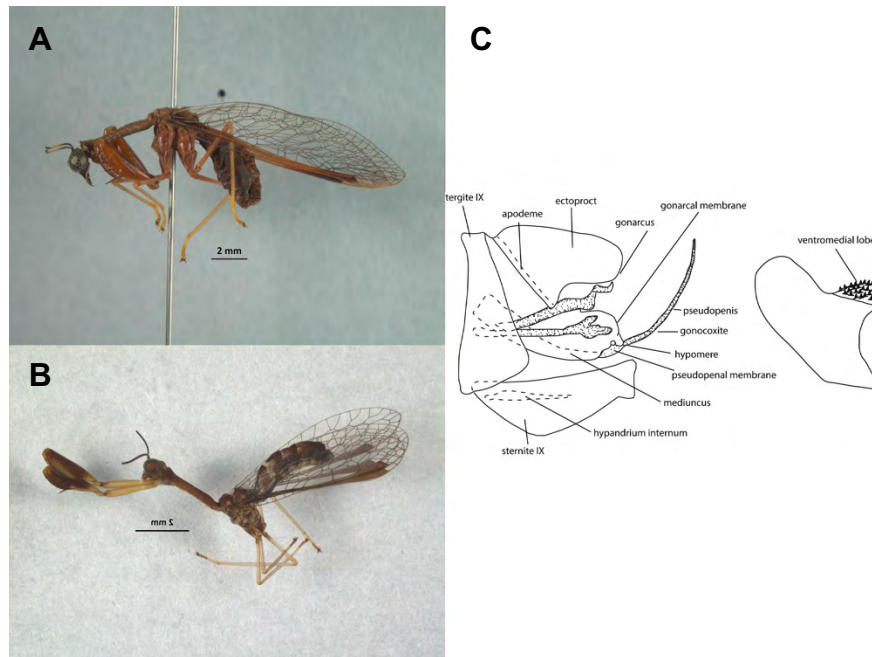 A
2 mm
B
2 mm
C
tergite IX
apodeme
ectoproct
gonarcus
gonarcal membrane
ventromedial lobe
pseudopenis
gonocoxite
hypomere
pseudopenal membrane
mediuncus
hypandrium internum
sternite IX